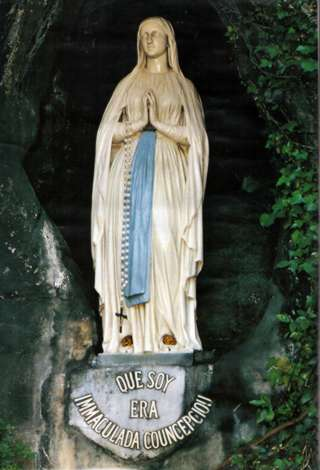 QUE SOY
ERA
IMMACULADA COUNCEPCIOU